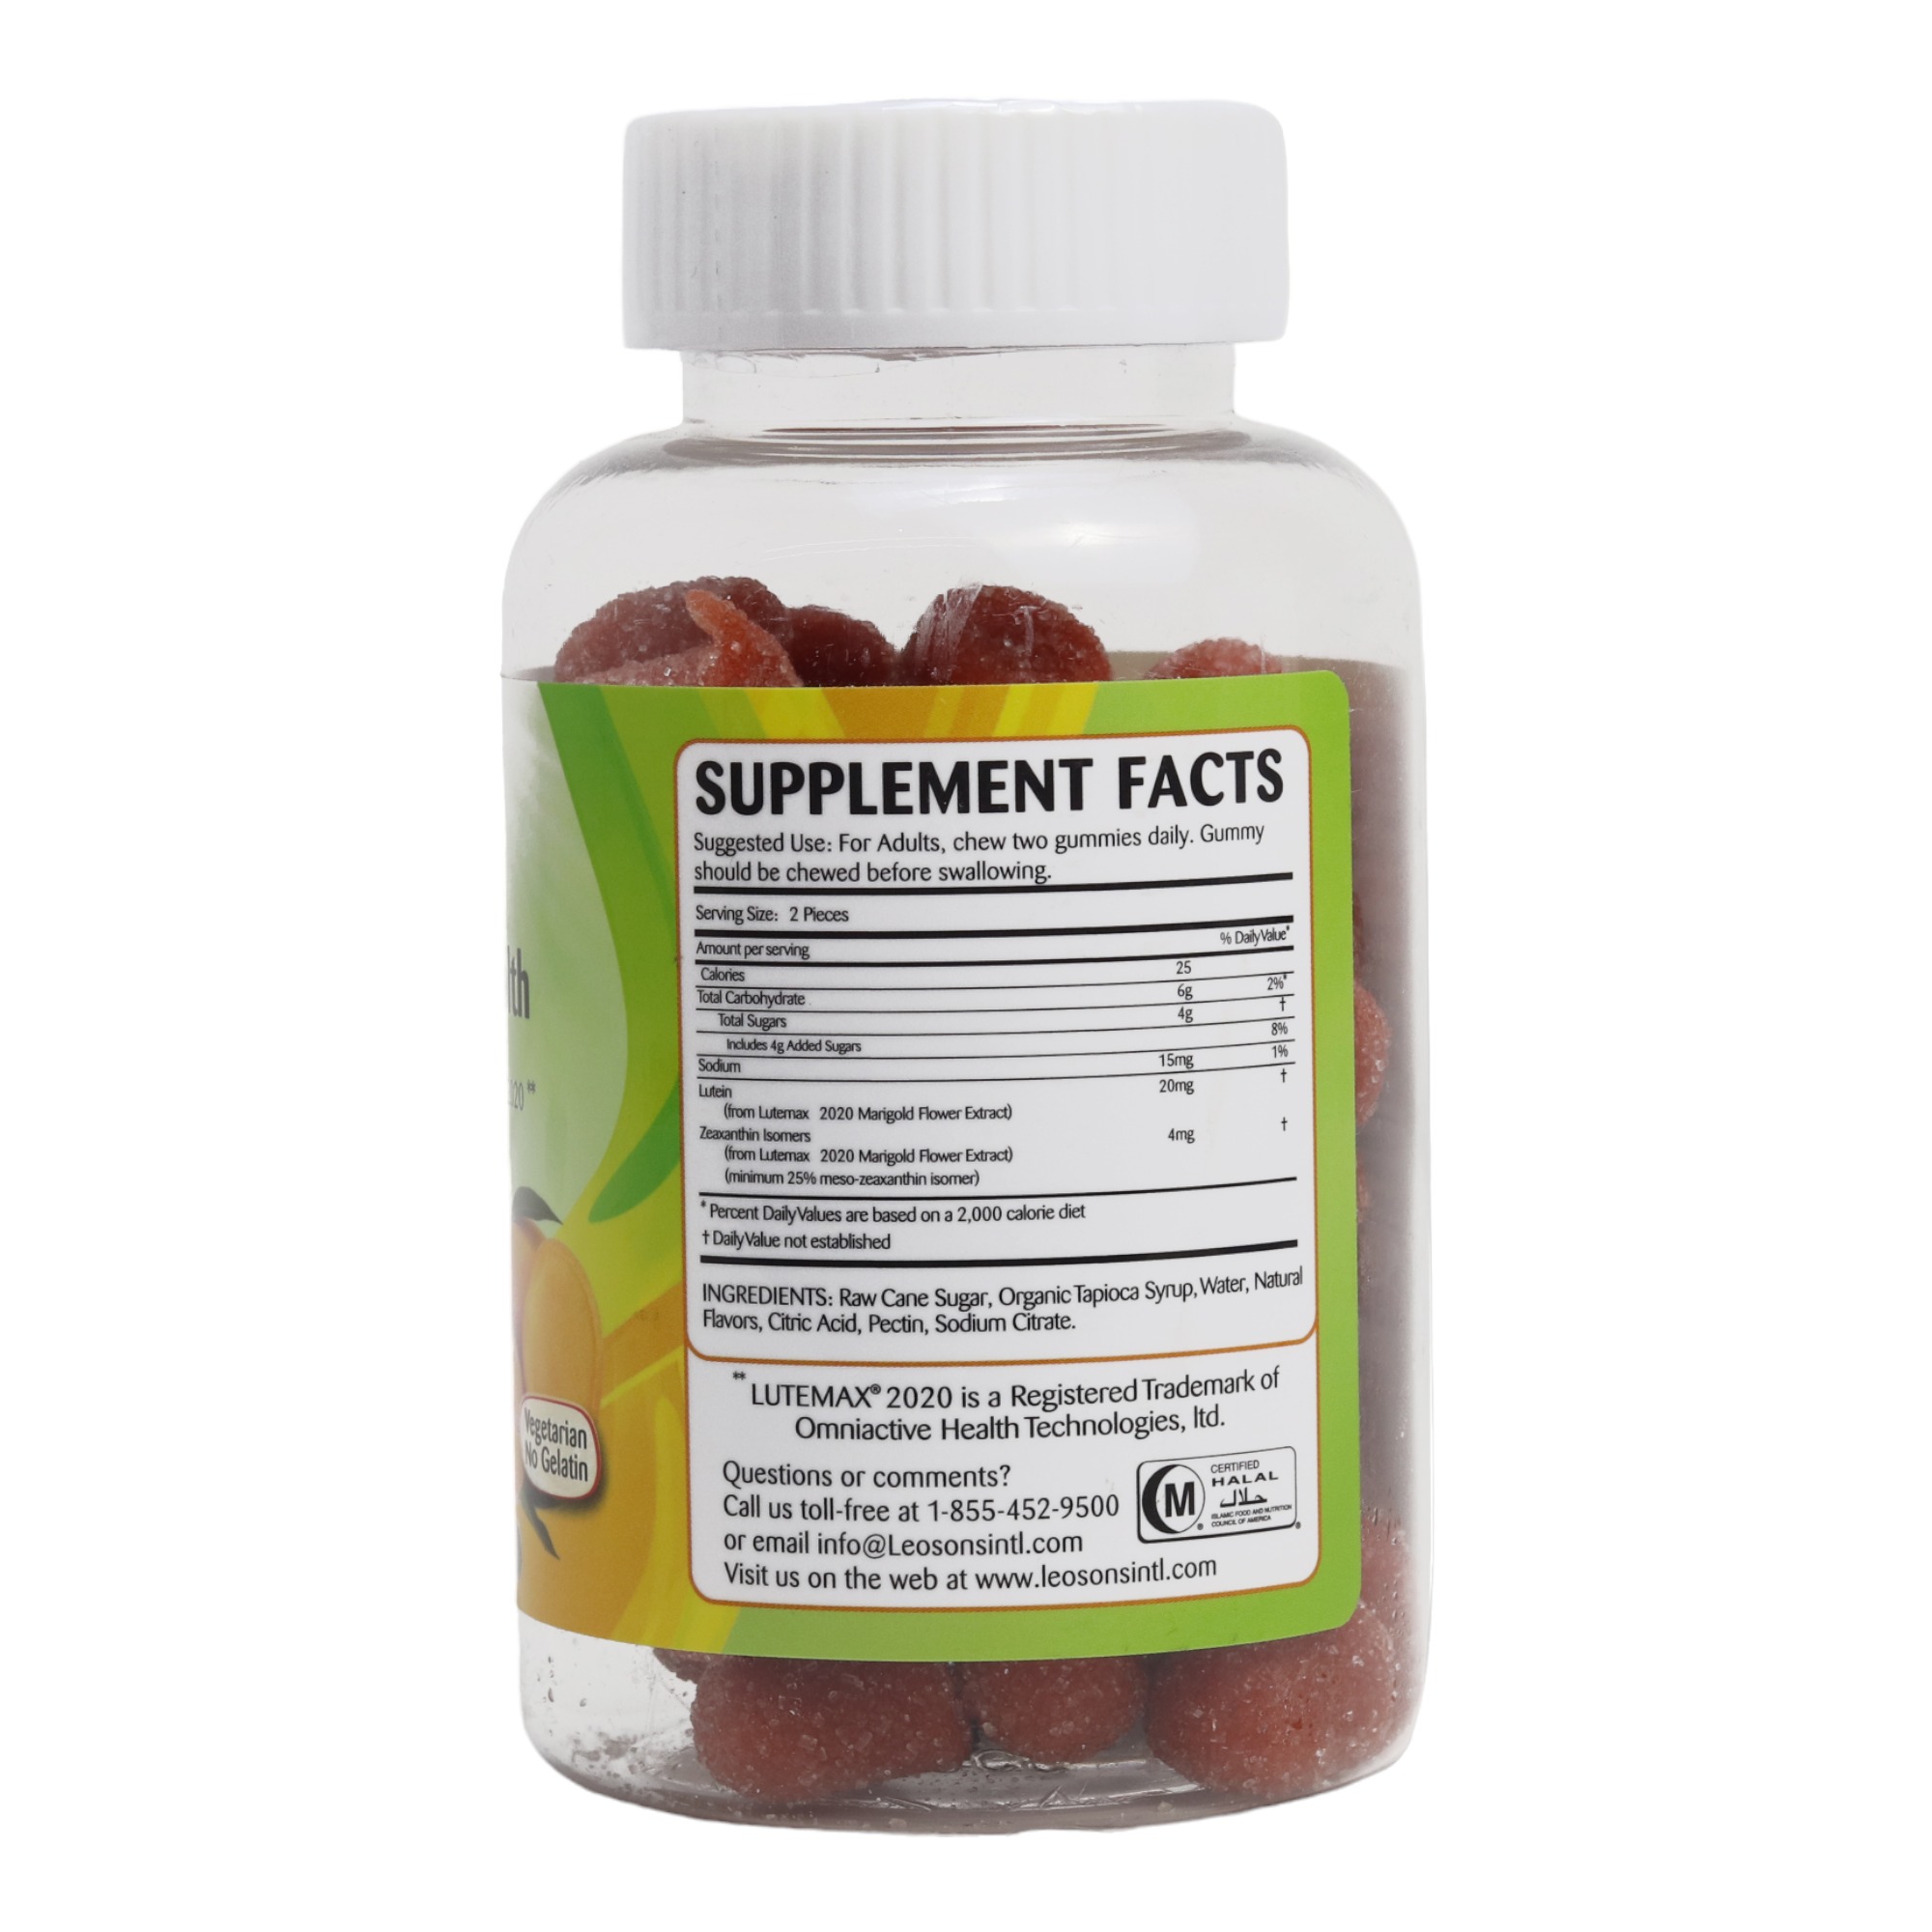 SUPPLEMENT FACTS
Suggested Use: For Adults, chew two gummies daily. Gummy
should be chewed before swallowing.
Serving Size: 2 Pieces
% Daily Value*
Amount per serving
Calories 25
Total Carbohydrate 6g 2%*
Total Sugars 4g †
Includes 4g Added Sugars 8%
Sodium 15mg 1%
Lutein 20mg †
(from Lutemax 2020 Marigold Flower Extract)
Zeaxanthin Isomers 4mg †
(from Lutemax 2020 Marigold Flower Extract)
(minimum 25% meso-zeaxanthin isomer)
* Percent Daily Values are based on a 2,000 calorie diet
† Daily Value not established
INGREDIENTS: Raw Cane Sugar, Organic Tapioca Syrup, Water, Natural
Flavors, Citric Acid, Pectin, Sodium Citrate.
** LUTEMAX® 2020 is a Registered Trademark of
Omniactive Health Technologies, ltd.
Questions or comments?
Call us toll-free at 1-855-452-9500
or email info@Leosonsintl.com
Visit us on the web at www.leosonsintl.com
M®
CERTIFIED
HALAL
حلال
ISLAMIC FOOD AND NUTRITION
COUNCIL OF AMERICA ®
Vegetarian
No Gelatin